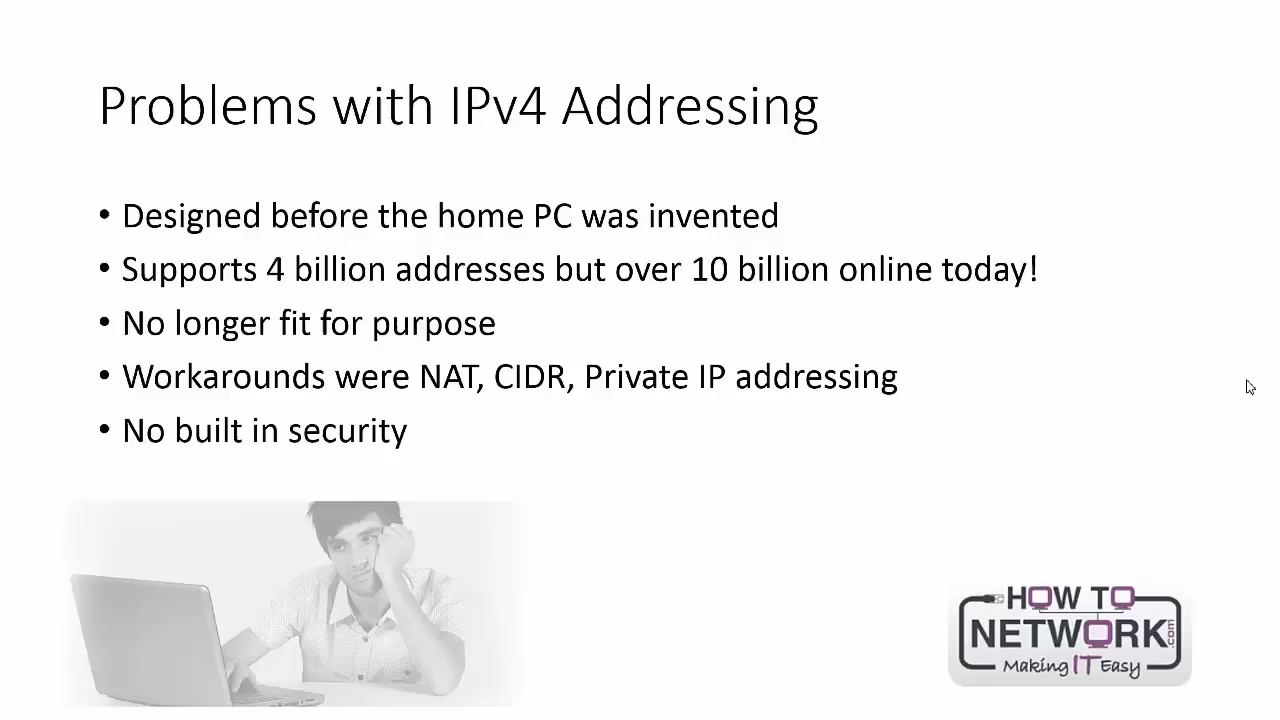 Problems with IPv4 Addressing
• Designed before the home PC was invented
• Supports 4 billion addresses but over 10 billion online today!
• No longer fit for purpose
• Workarounds were NAT, CIDR, Private IP addressing
• No built in security
HOW TO
NETWORK.com
Making IT Easy